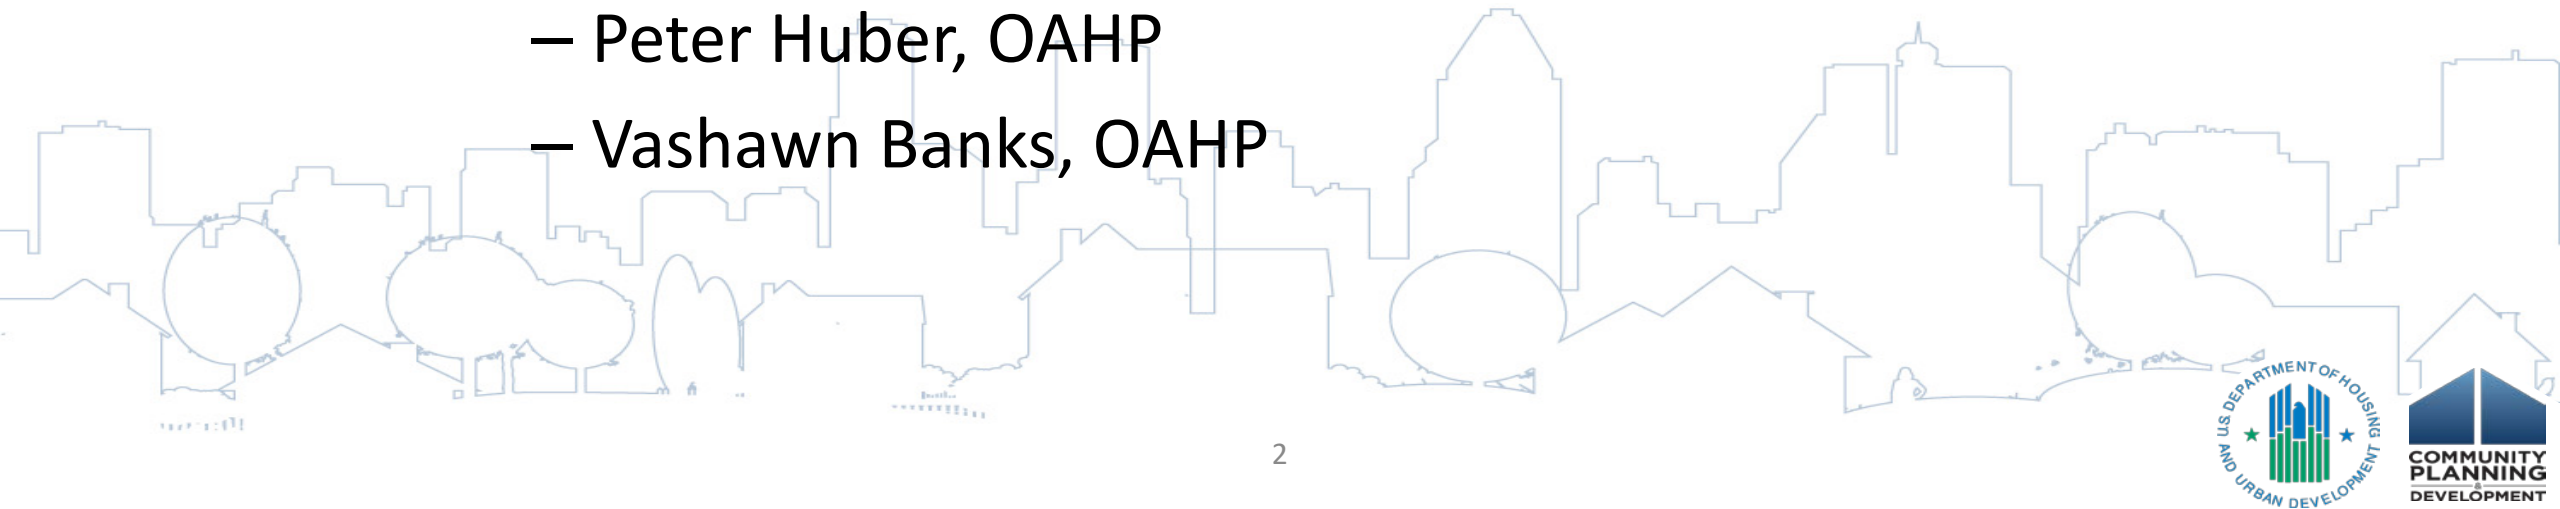 – Peter Huber, OAHP
– Vashawn Banks, OAHP
2
U.S. DEPARTMENT OF HOUSING AND URBAN DEVELOPMENT
COMMUNITY
PLANNING
&
DEVELOPMENT